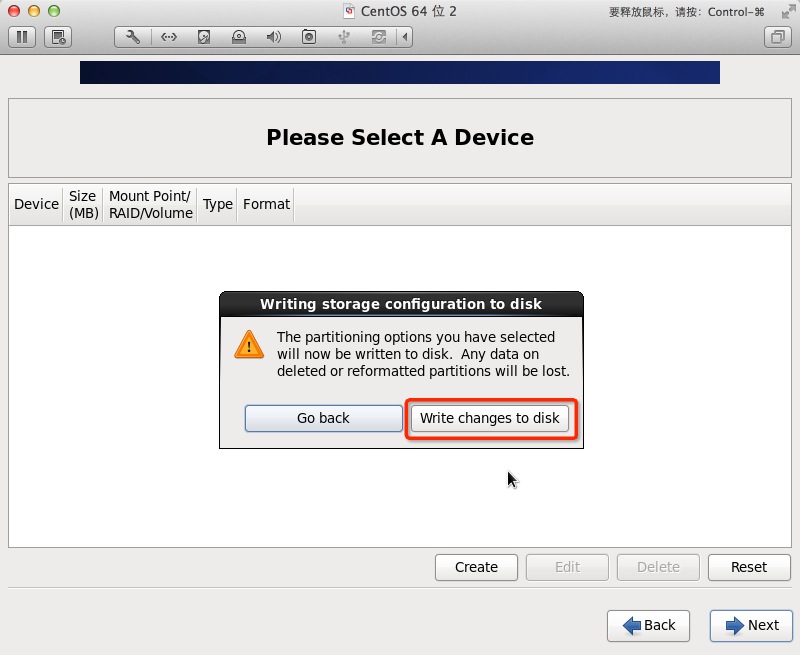 CentOS 64 位 2
要释放鼠标，请按：Control-⌘
Please Select A Device
Device
Size
(MB)
Mount Point/
RAID/Volume
Type
Format
Writing storage configuration to disk
The partitioning options you have selected
will now be written to disk.  Any data on
deleted or reformatted partitions will be lost.
Go back
Write changes to disk
Create
Edit
Delete
Reset
Back
Next